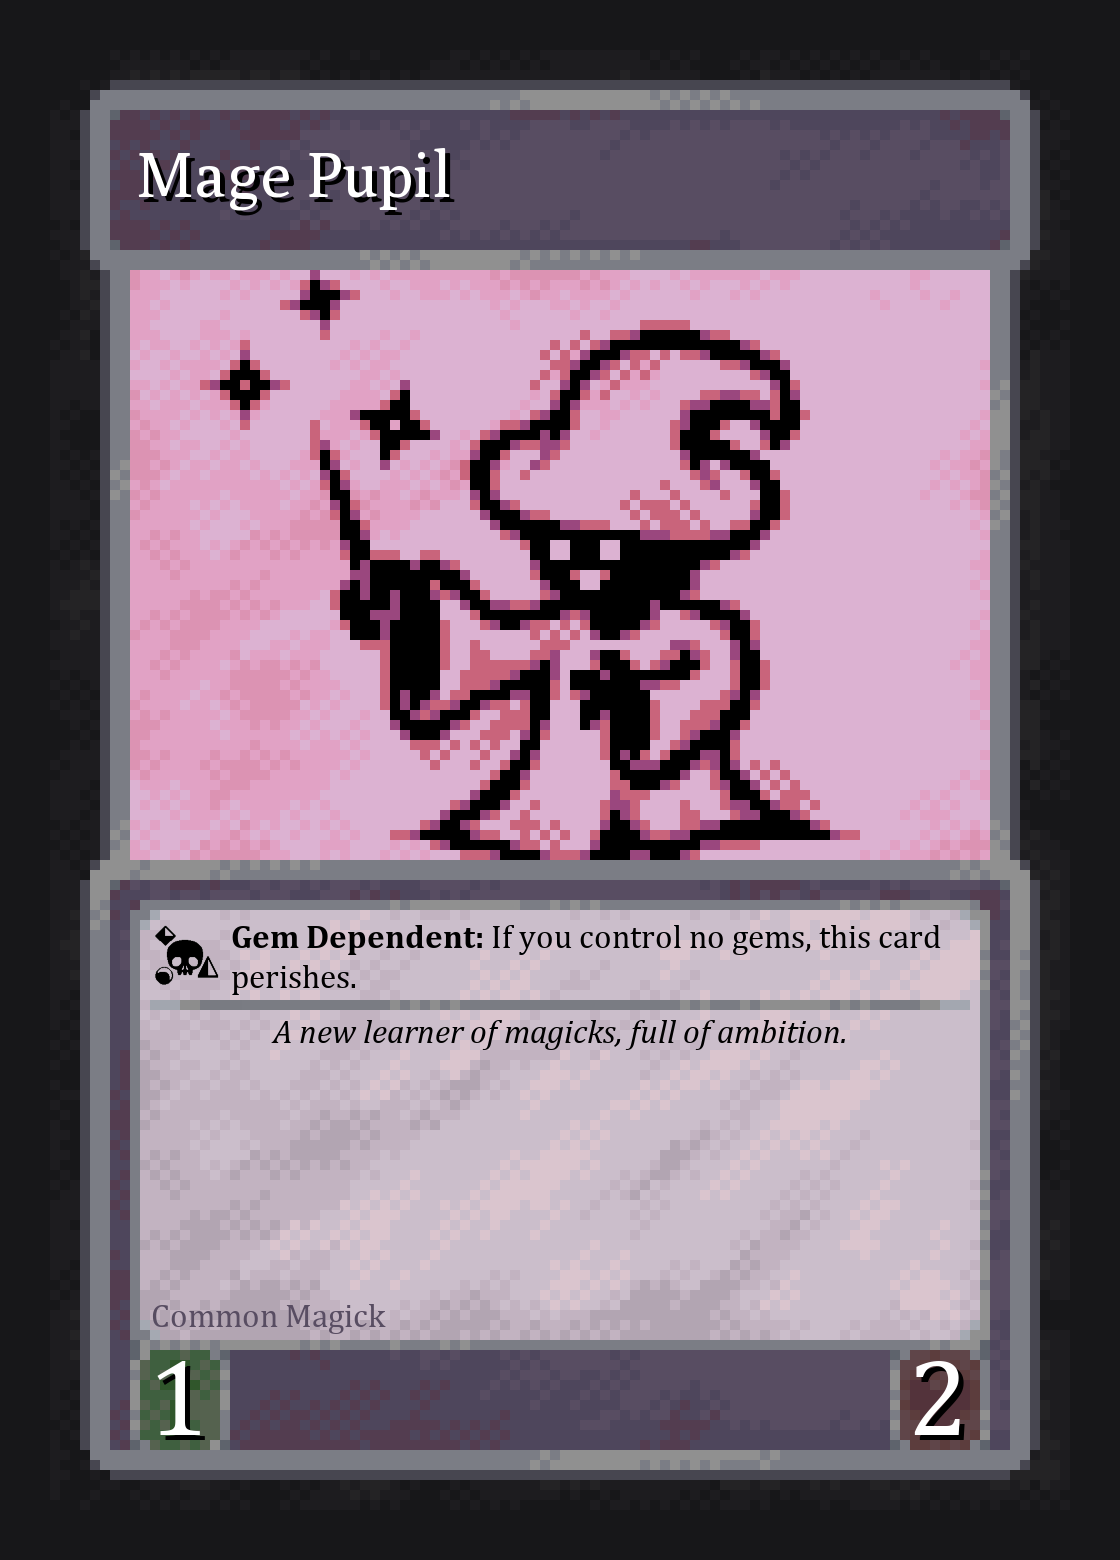 Mage Pupil
Gem Dependent: If you control no gems, this card
perishes.
A new learner of magicks, full of ambition.
Common Magick
1
2